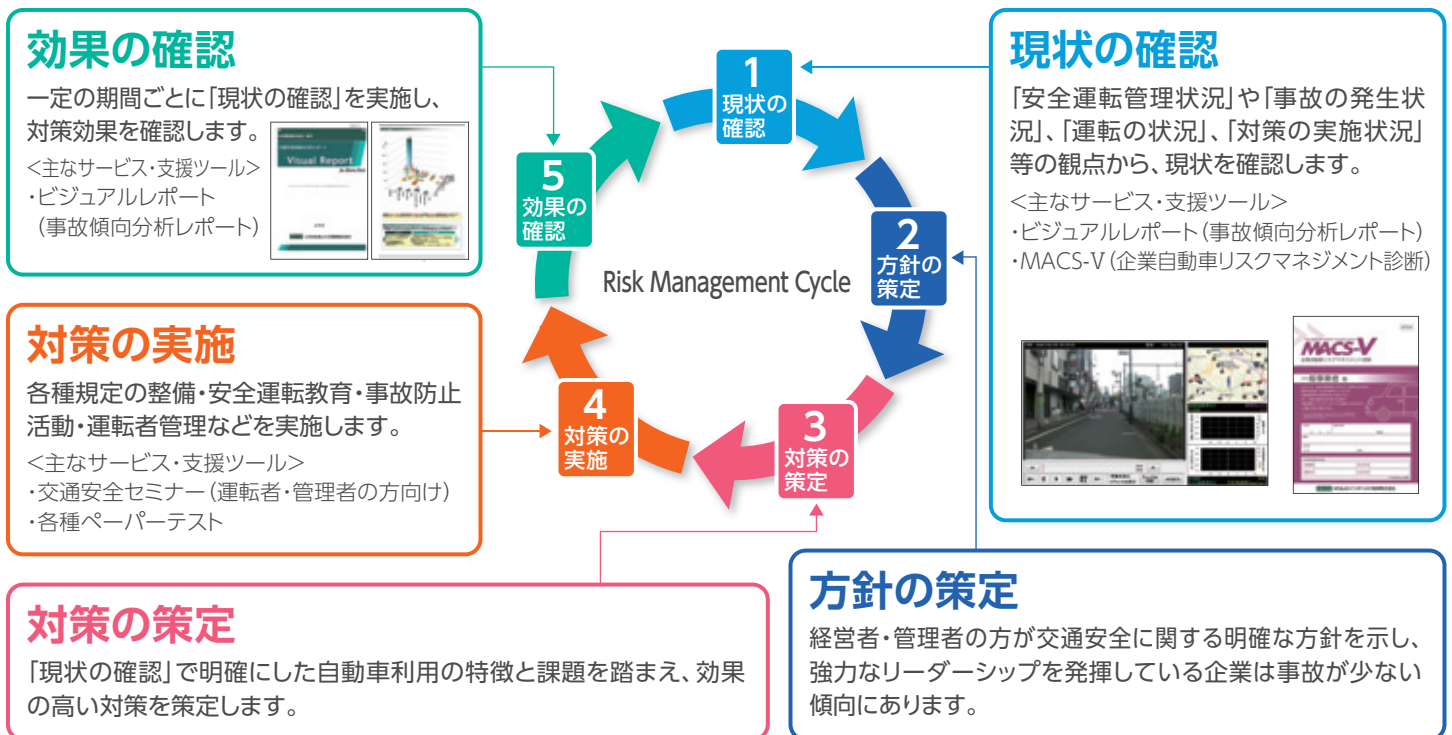 効果の確認
一定の期間ごとに「現状の確認」を実施し、
対策効果を確認します。
<主なサービス・支援ツール>
・ビジュアルレポート
（事故傾向分析レポート）
Visual Report
1
現状の
確認
2
方針の
策定
3
対策の
策定
4
対策の
実施
5
効果の
確認
Risk Management Cycle
現状の確認
「安全運転管理状況」や「事故の発生状
況」、「運転の状況」、「対策の実施状況」
等の観点から、現状を確認します。
<主なサービス・支援ツール>
・ビジュアルレポート（事故傾向分析レポート）
・MACS-V（企業自動車リスクマネジメント診断）
MACS-V
対策の実施
各種規定の整備・安全運転教育・事故防止
活動・運転者管理などを実施します。
<主なサービス・支援ツール>
・交通安全セミナー（運転者・管理者の方向け）
・各種ペーパーテスト
対策の策定
「現状の確認」で明確にした自動車利用の特徴と課題を踏まえ、効果
の高い対策を策定します。
方針の策定
経営者・管理者の方が交通安全に関する明確な方針を示し、
強力なリーダーシップを発揮している企業は事故が少ない
傾向にあります。